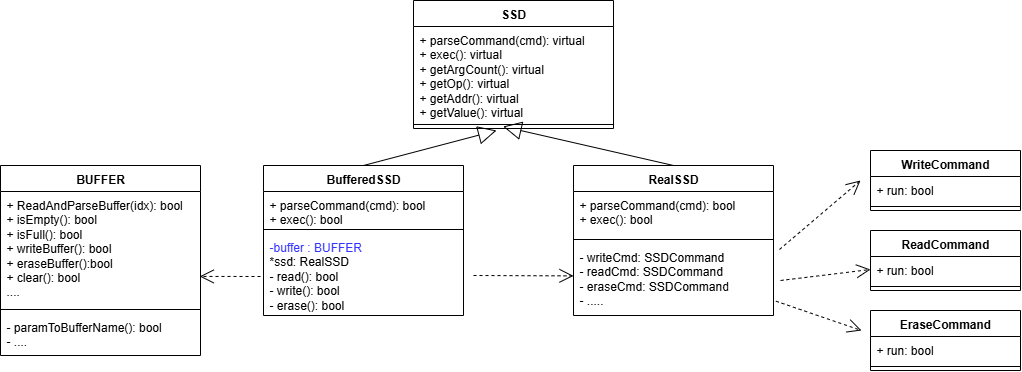 SSD
+ parseCommand(cmd): virtual
+ exec(): virtual
+ getArgCount(): virtual
+ getOp(): virtual
+ getAddr(): virtual
+ getValue(): virtual
BUFFER
+ ReadAndParseBuffer(idx): bool
+ isEmpty(): bool
+ isFull(): bool
+ writeBuffer(): bool
+ eraseBuffer():bool
+ clear(): bool
....
- paramToBufferName(): bool
- ....
BufferedSSD
+ parseCommand(cmd): bool
+ exec(): bool
-buffer : BUFFER
*ssd: RealSSD
- read(): bool
- write(): bool
- erase(): bool
RealSSD
+ parseCommand(cmd): bool
+ exec(): bool
- writeCmd: SSDCommand
- readCmd: SSDCommand
- eraseCmd: SSDCommand
- .....
WriteCommand
+ run: bool
ReadCommand
+ run: bool
EraseCommand
+ run: bool